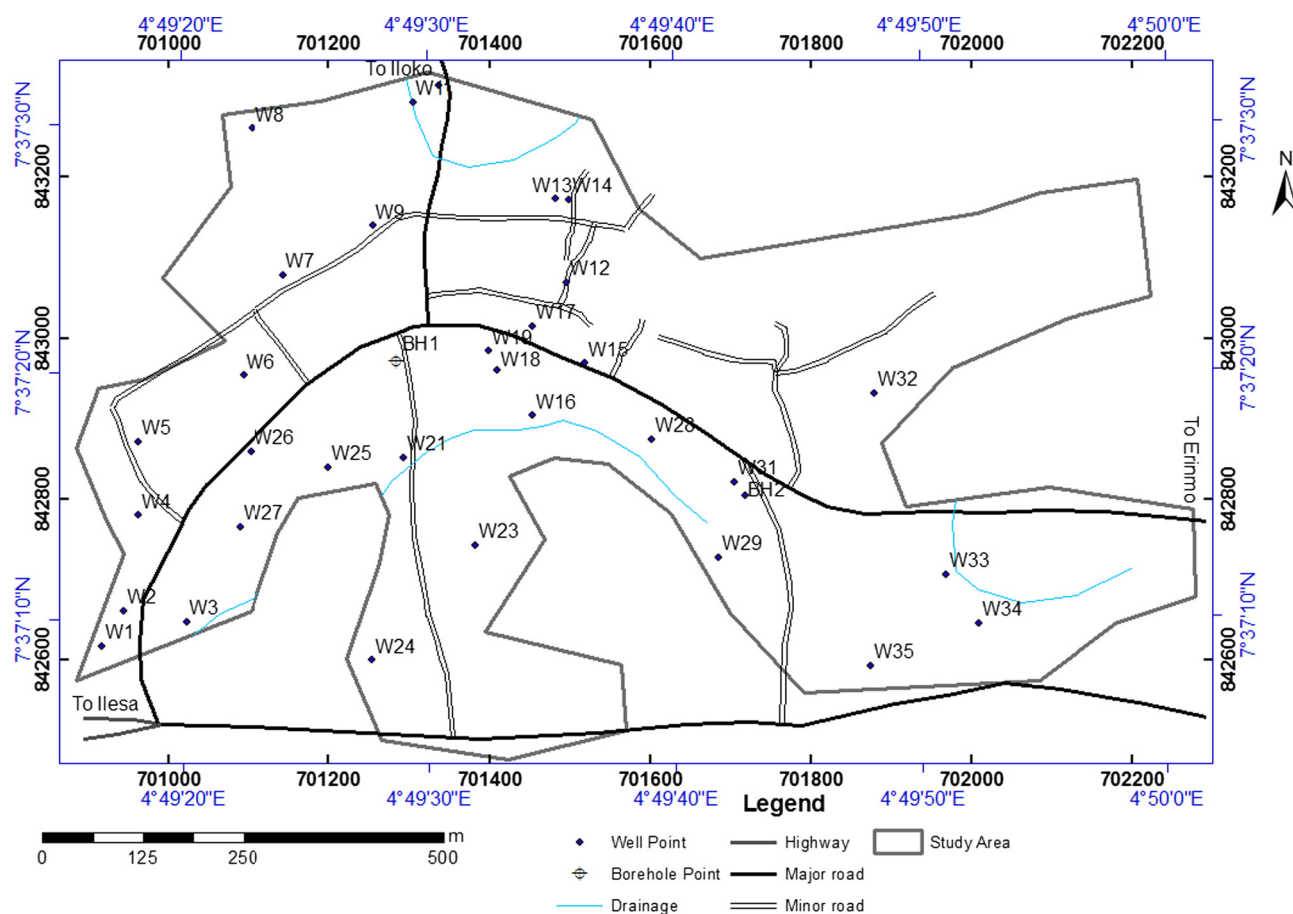 4°49'20"E 4°49'30"E 4°49'40"E 4°49'50"E 4°50'0"E
701000 701200 701400 701600 701800 702000 702200
To Iloko
W1
W8
7°37'30"N
7°37'30"N
N
843200
843200
W13
W14
W9
W7
W12
W17
843000
843000
W19
BH1
W15
W18
W6
7°37'20"N
7°37'20"N
W32
W16
W5
W26
W21
W28
W25
To Erinmo
W31
BH2
842800
842800
W4
W27
W23
W29
W33
W2
W3
W34
7°37'10"N
7°37'10"N
W1
W24
W35
842600
842600
To Ilesa
701000 701200 701400 701600 701800 702000 702200
4°49'20"E 4°49'30"E 4°49'40"E 4°49'50"E 4°50'0"E
Legend
m
0 125 250 500
Well Point Highway Study Area
Borehole Point Major road
Drainage Minor road